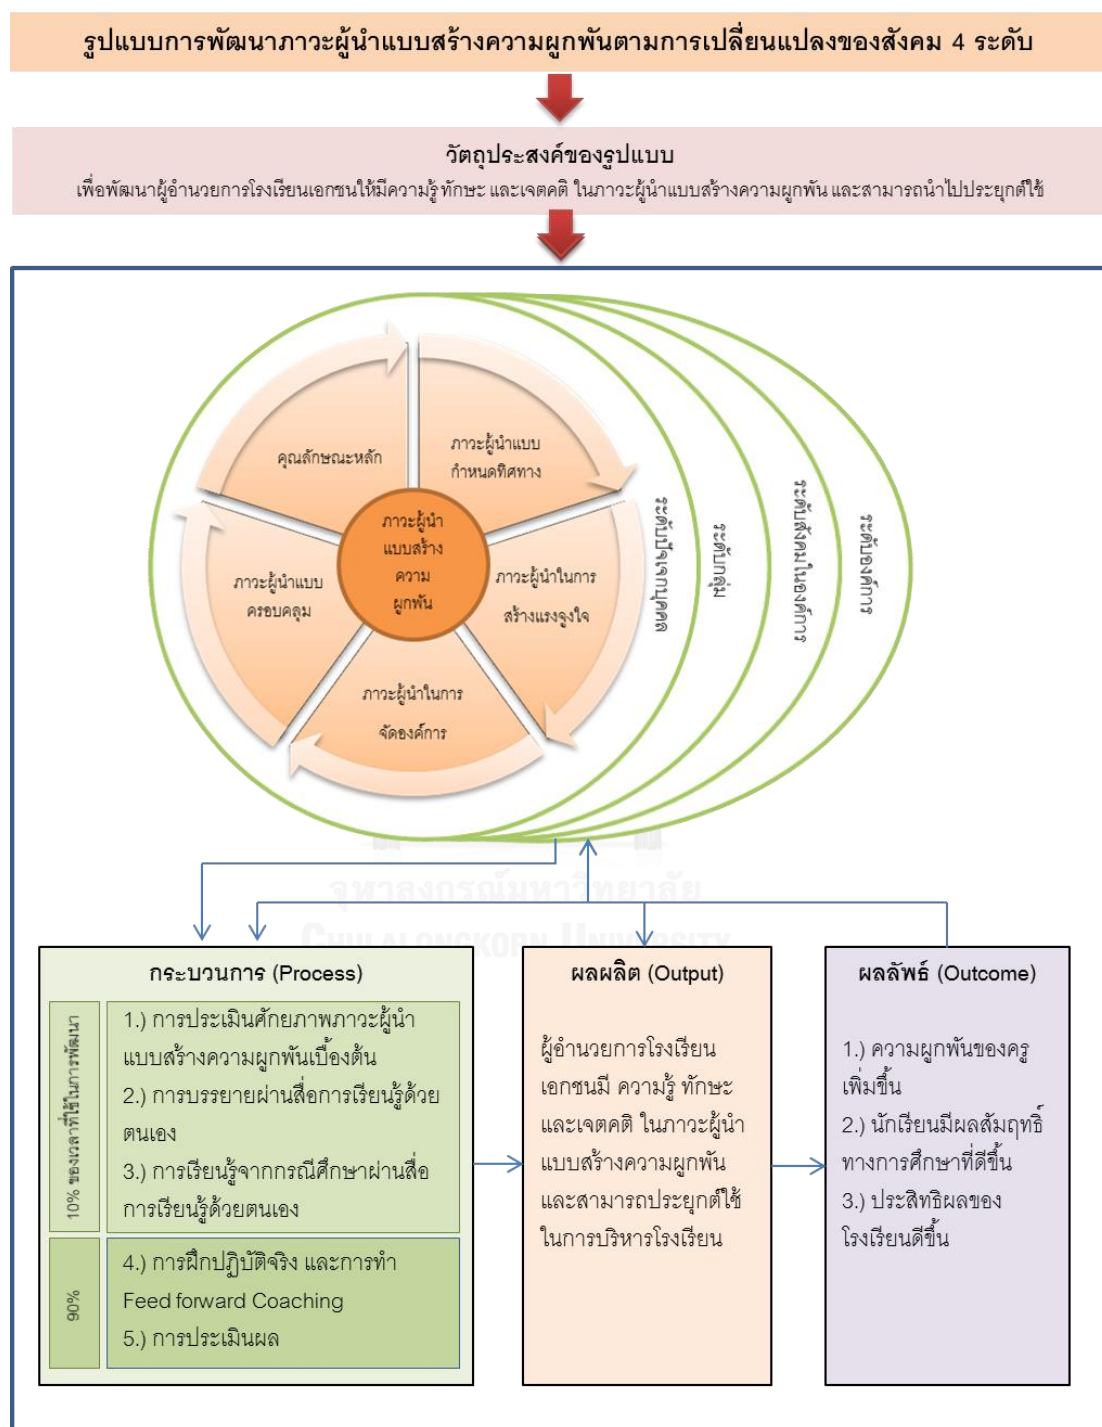 รูปแบบการพัฒนาภาวะผู้นำแบบสร้างความผูกพันตามการเปลี่ยนแปลงของสังคม 4 ระดับ
วัตถุประสงค์ของรูปแบบ
เพื่อพัฒนาผู้อำนวยการโรงเรียนเอกชนให้มีความรู้ ทักษะ และเจตคติ ในภาวะผู้นำแบบสร้างความผูกพัน และสามารถนำไปประยุกต์ใช้
คุณลักษณะหลัก
ภาวะผู้นำแบบ
กำหนดทิศทาง
ภาวะผู้นำ
แบบสร้าง
ความ
ผูกพัน
ภาวะผู้นำแบบ
ครอบคลุม
ภาวะผู้นำในการ
สร้างแรงจูงใจ
ภาวะผู้นำในการ
จัดองค์การ
ระดับปัจเจกบุคคล
ระดับกลุ่ม
ระดับสังคมในองค์การ
ระดับองค์การ
จุฬาลงกรณ์มหาวิทยาลัย
CHULALONGKORN UNIVERSITY
กระบวนการ (Process)
10% ของเวลาที่ใช้ในการพัฒนา
1.) การประเมินศักยภาพภาวะผู้นำ
แบบสร้างความผูกพันเบื้องต้น
2.) การบรรยายผ่านสื่อการเรียนรู้ด้วย
ตนเอง
3.) การเรียนรู้จากกรณีศึกษาผ่านสื่อ
การเรียนรู้ด้วยตนเอง
90%
4.) การฝึกปฏิบัติจริง และการทำ
Feed forward Coaching
5.) การประเมินผล
ผลผลิต (Output)
ผู้อำนวยการโรงเรียน
เอกชนมี ความรู้ ทักษะ
และเจตคติ ในภาวะผู้นำ
แบบสร้างความผูกพัน
และสามารถประยุกต์ใช้
ในการบริหารโรงเรียน
ผลลัพธ์ (Outcome)
1.) ความผูกพันของครู
เพิ่มขึ้น
2.) นักเรียนมีผลสัมฤทธิ์
ทางการศึกษาที่ดีขึ้น
3.) ประสิทธิผลของ
โรงเรียนดีขึ้น